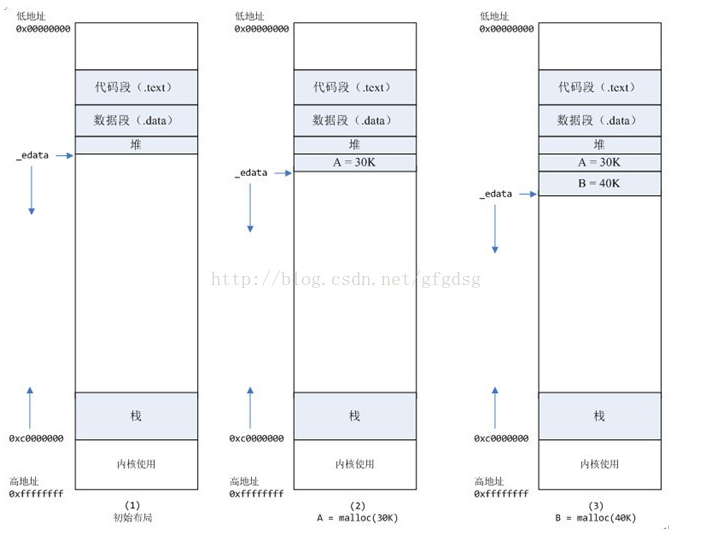 低地址
0x00000000
代码段（.text）
数据段（.data）
堆
_edata
栈
0xc0000000
内核使用
高地址
0xffffffff
(1)
初始布局
低地址
0x00000000
代码段（.text）
数据段（.data）
堆
A = 30K
_edata
栈
0xc0000000
内核使用
高地址
0xffffffff
(2)
A = malloc(30K)
低地址
0x00000000
代码段（.text）
数据段（.data）
堆
A = 30K
B = 40K
_edata
栈
0xc0000000
内核使用
高地址
0xffffffff
(3)
B = malloc(40K)
http://blog.csdn.net/gfgdsg